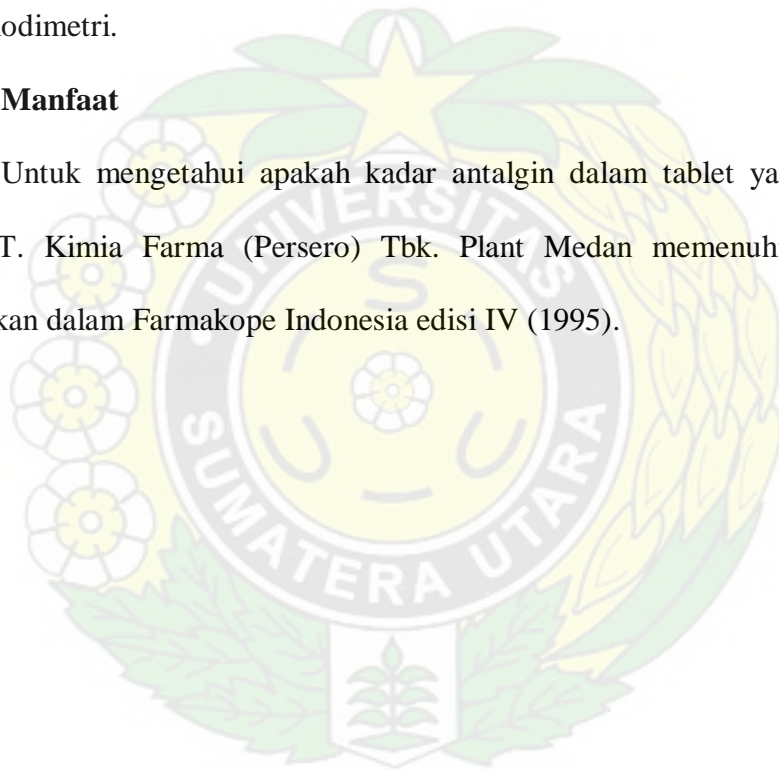 odimetri.
Manfaat
Untuk mengetahui apakah kadar antalgin dalam tablet ya
T. Kimia Farma (Persero) Tbk. Plant Medan memenuh
kan dalam Farmakope Indonesia edisi IV (1995).
UNIVERSITAS
S
U
U
SUMATERA UTARA